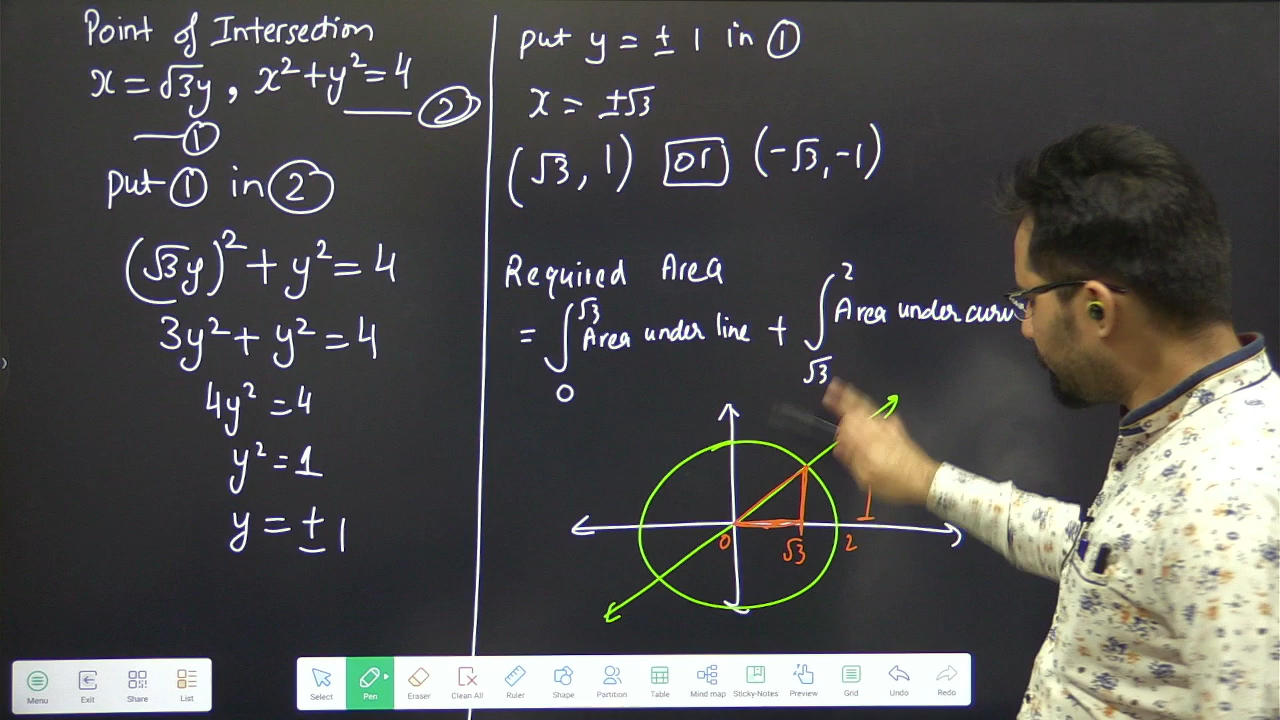 Point of Intersection
x = √3y , x² + y² = 4
—— ②
—— ①
put ① in ②
(√3y)² + y² = 4
3y² + y² = 4
4y² = 4
y² = 1
y = ± 1
put y = ± 1 in ①
x = ±√3
(√3, 1) or (-√3, -1)
Required Area
= ∫₀^√3 Area under line + ∫_√3^2 Area under
0 √3 2
Menu Exit Share List
Select Pen Eraser Clean All Ruler Shape Partition Table Mind map Sticky-Notes Preview Grid Undo Redo